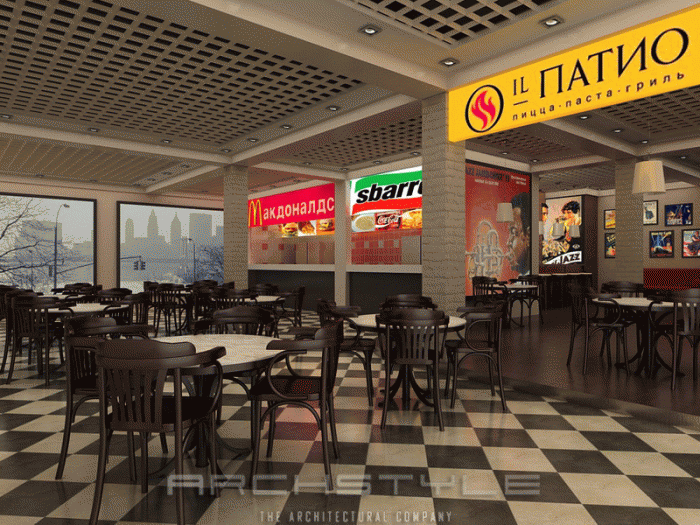 IL ПАТИО
пицца·паста·гриль
Макдоналдс
sbarro
Coca-Cola
JAZZ
ARCHSTYLE
THE ARCHITECTURAL COMPANY